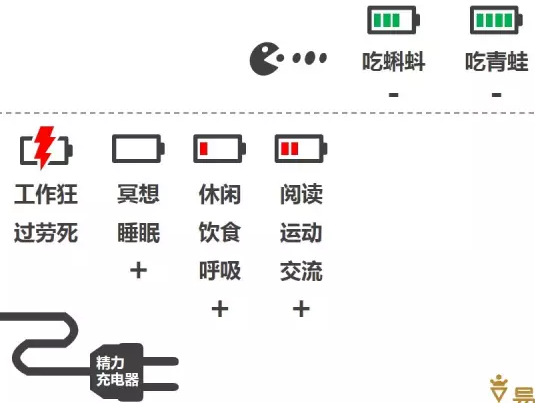 吃蝌蚪 吃青蛙
- -
工作狂 冥想 休闲 阅读
过劳死 睡眠 饮食 运动
+ 呼吸 交流
+ +
精力
充电器